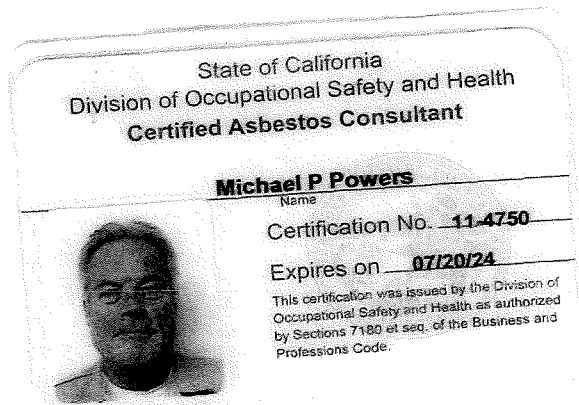 State of California
Division of Occupational Safety and Health
Certified Asbestos Consultant
Michael P Powers
Name
Certification No. 11-4750
Expires on 07/20/24
This certification was issued by the Division of
Occupational Safety and Health as authorized
by Sections 7180 et seq. of the Business and
Professions Code.